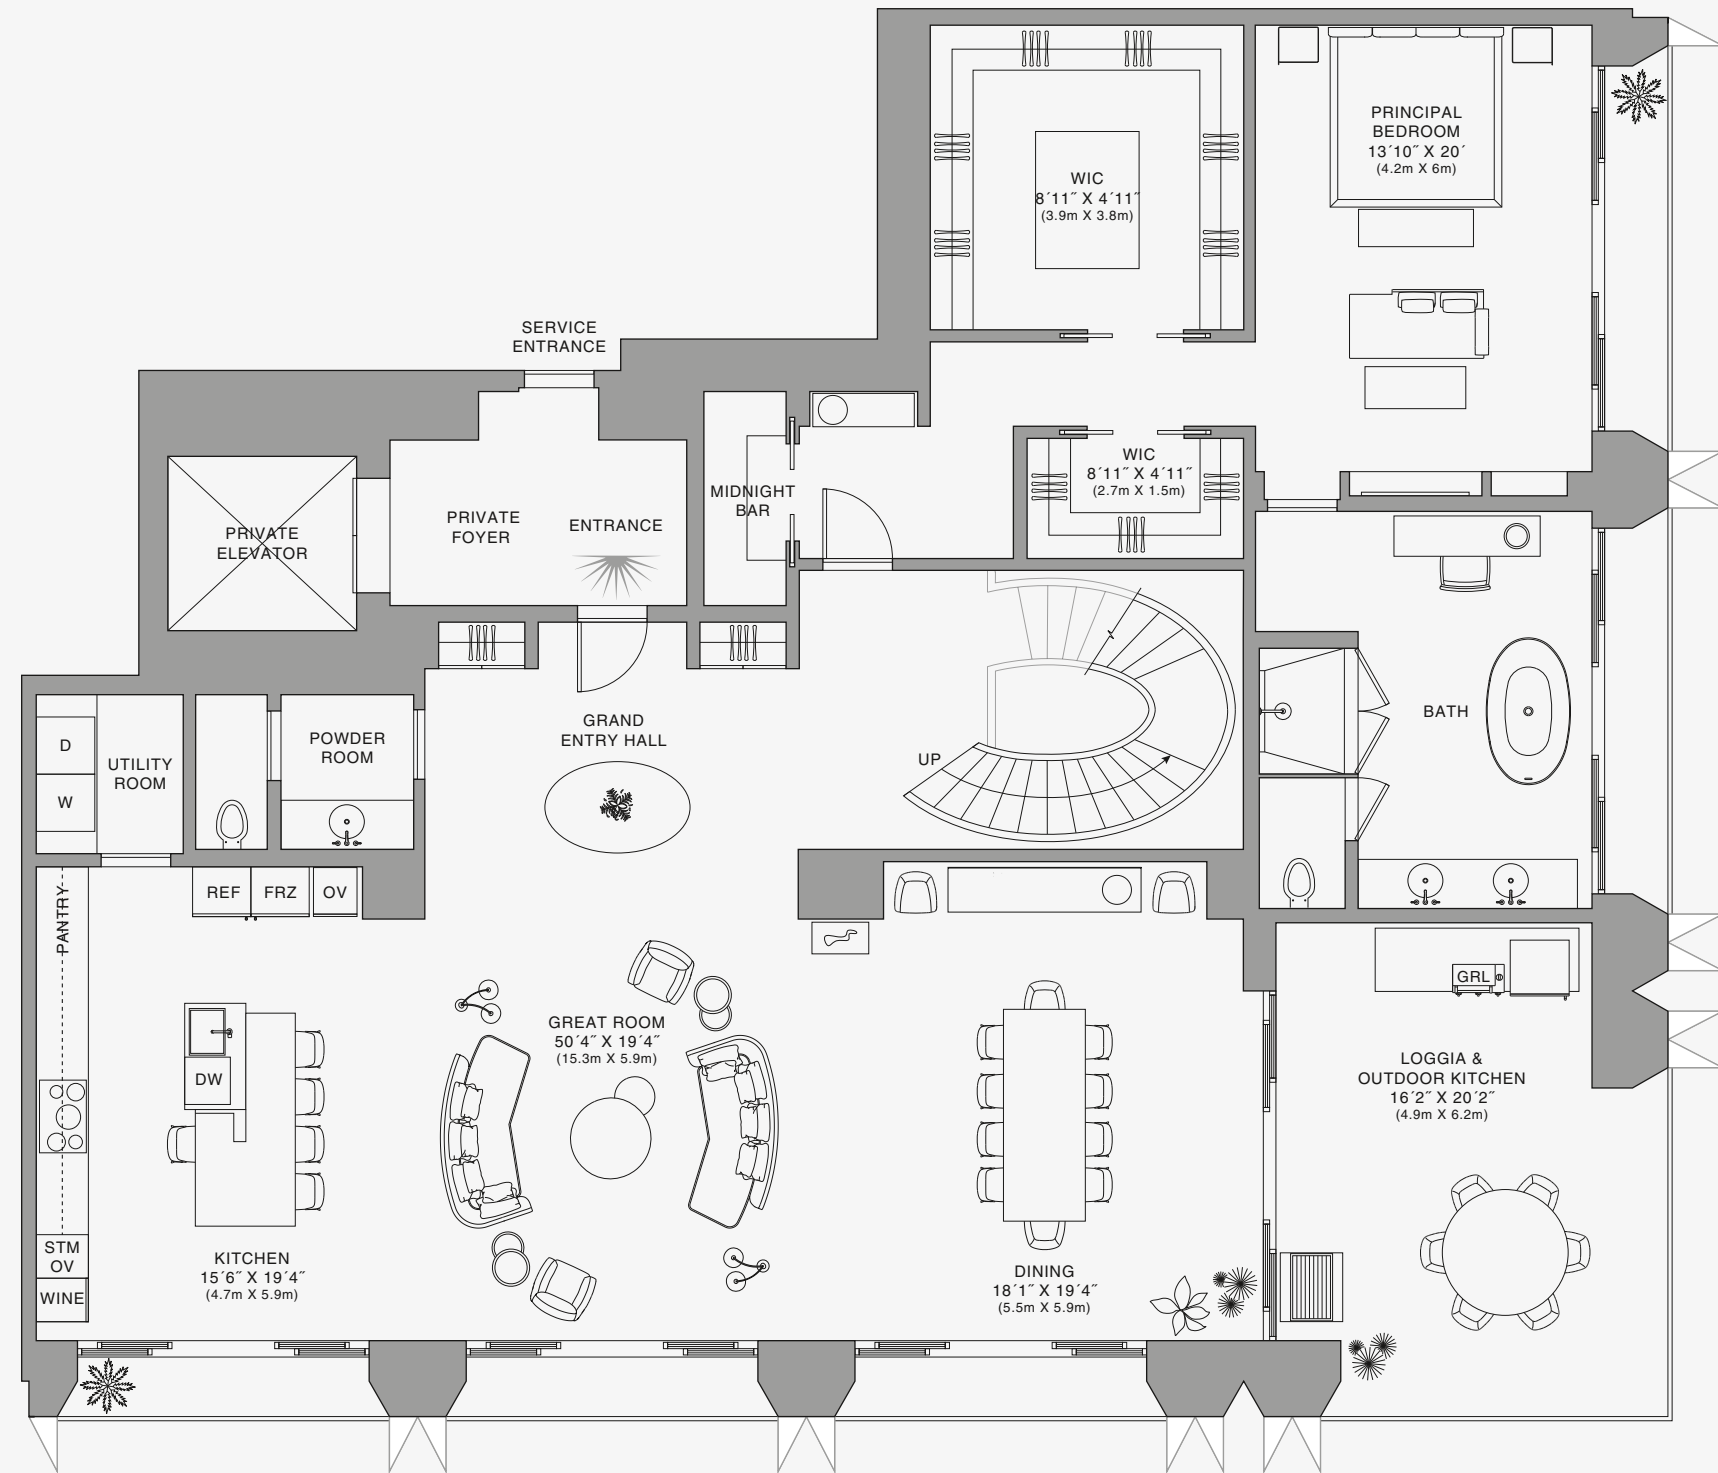 PRINCIPAL
BEDROOM
13´10˝ X 20´
(4.2m X 6m)
WIC
8´11˝ X 4´11˝
(3.9m X 3.8m)
SERVICE
ENTRANCE
WIC
8´11˝ X 4´11˝
(2.7m X 1.5m)
MIDNIGHT
BAR
PRIVATE
ELEVATOR
PRIVATE
FOYER
ENTRANCE
GRAND
ENTRY HALL
UP
BATH
POWDER
ROOM
D
W
UTILITY
ROOM
PANTRY
REF
FRZ
OV
GRL
GREAT ROOM
50´4˝ X 19´4˝
(15.3m X 5.9m)
LOGGIA &
OUTDOOR KITCHEN
16´2˝ X 20´2˝
(4.9m X 6.2m)
DW
STM
OV
WINE
KITCHEN
15´6˝ X 19´4˝
(4.7m X 5.9m)
DINING
18´1˝ X 19´4˝
(5.5m X 5.9m)